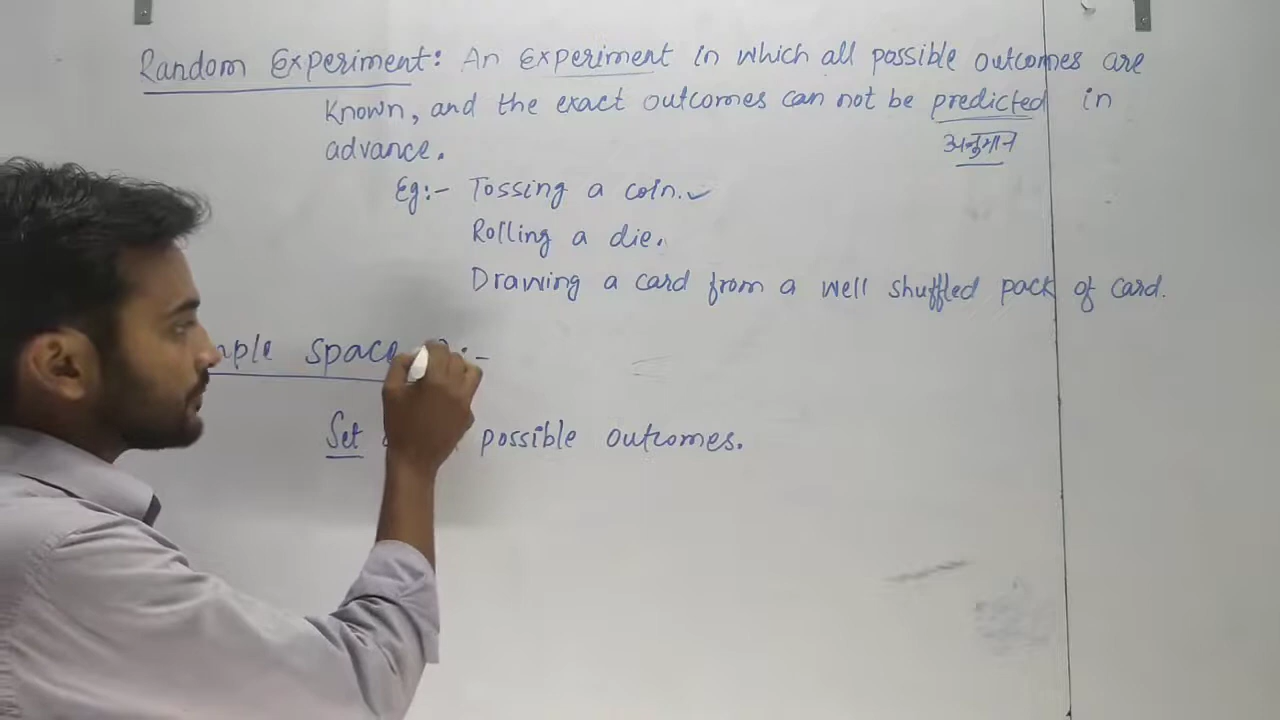 Random Experiment: An Experiment in which all possible outcomes are
Known, and the exact outcomes can not be predicted in
अनुमान
advance.
Eg:- Tossing a coin.✓
Rolling a die.
Drawing a card from a well shuffled pack of card.
space :-
Set possible outcomes.